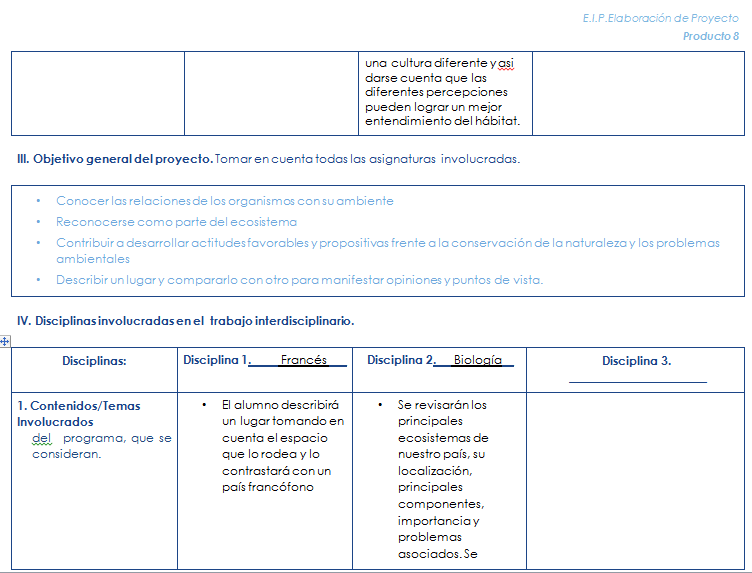 E.I.P.Elaboración de Proyecto
Producto 8
una cultura diferente y asi
darse cuenta que las
diferentes percepciones
pueden lograr un mejor
entendimiento del hábitat.
III. Objetivo general del proyecto. Tomar en cuenta todas las asignaturas involucradas.
• Conocer las relaciones de los organismos con su ambiente
• Reconocerse como parte del ecosistema
• Contribuir a desarrollar actitudes favorables y propositivas frente a la conservación de la naturaleza y los problemas
ambientales
• Describir un lugar y compararlo con otro para manifestar opiniones y puntos de vista.
IV. Disciplinas involucradas en el trabajo interdisciplinario.
Disciplinas:
Disciplina 1. Francés
Disciplina 2. Biología
Disciplina 3.
1. Contenidos/Temas
Involucrados
del programa, que se
consideran.
• El alumno describirá
un lugar tomando en
cuenta el espacio
que lo rodea y lo
contrastará con un
país francófono
• Se revisarán los
principales
ecosistemas de
nuestro país, su
localización,
principales
componentes,
importancia y
problemas
asociados. Se